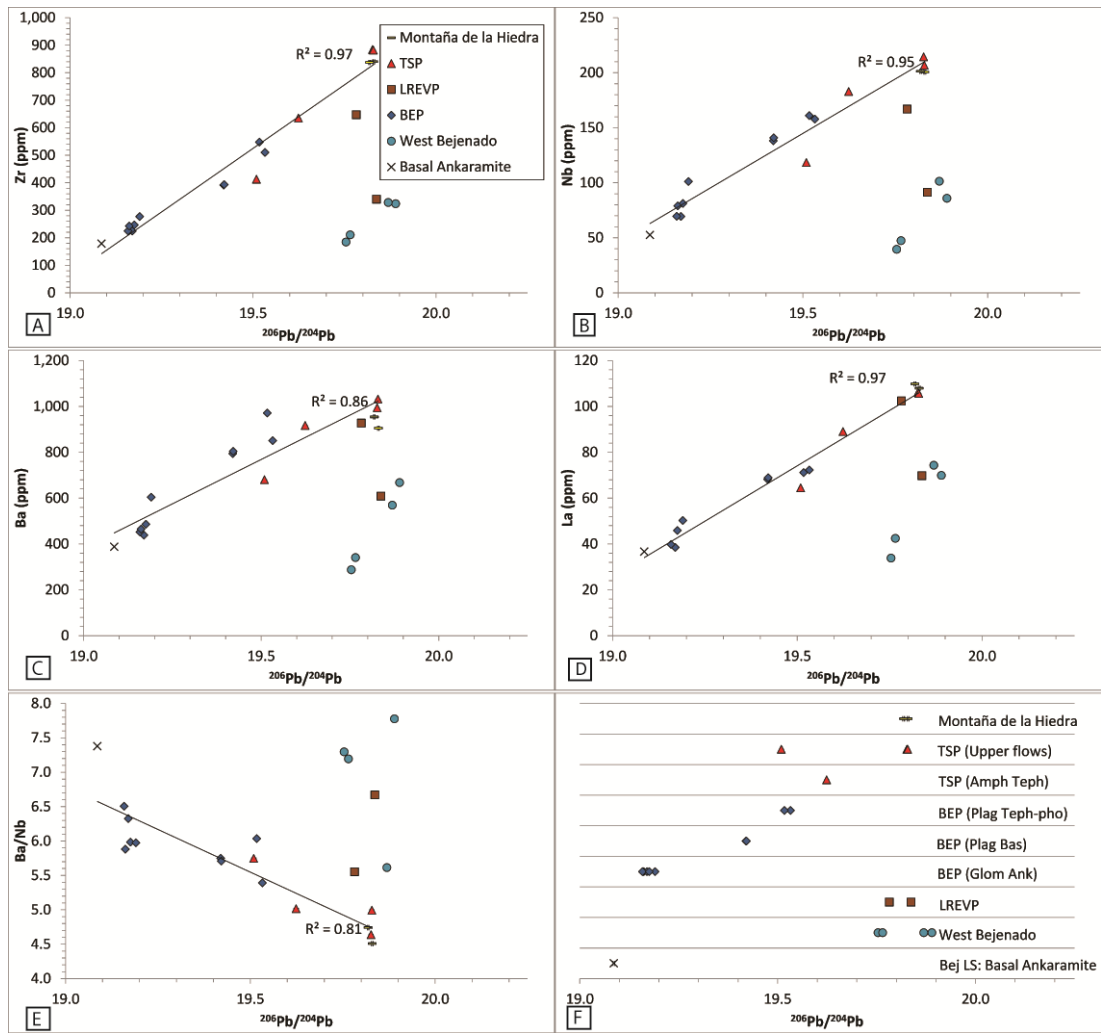 1,000
900
800
700
600
500
400
300
200
100
0
Zr (ppm)
R² = 0.97
Montaña de la Hiedra
TSP
LREVP
BEP
West Bejenado
Basal Ankaramite
19.0
19.5
20.0
²⁰⁶Pb/²⁰⁴Pb
A
250
200
150
100
50
0
Nb (ppm)
R² = 0.95
19.0
19.5
20.0
²⁰⁶Pb/²⁰⁴Pb
B
1,200
1,000
800
600
400
200
0
Ba (ppm)
R² = 0.86
19.0
19.5
20.0
²⁰⁶Pb/²⁰⁴Pb
C
120
100
80
60
40
20
0
La (ppm)
R² = 0.97
19.0
19.5
20.0
²⁰⁶Pb/²⁰⁴Pb
D
8.0
7.5
7.0
6.5
6.0
5.5
5.0
4.5
4.0
Ba/Nb
R² = 0.81
19.0
19.5
20.0
²⁰⁶Pb/²⁰⁴Pb
E
Montaña de la Hiedra
TSP (Upper flows)
TSP (Amph Teph)
BEP (Plag Teph-pho)
BEP (Plag Bas)
BEP (Glom Ank)
LREVP
West Bejenado
Bej LS: Basal Ankaramite
19.0
19.5
20.0
²⁰⁶Pb/²⁰⁴Pb
F